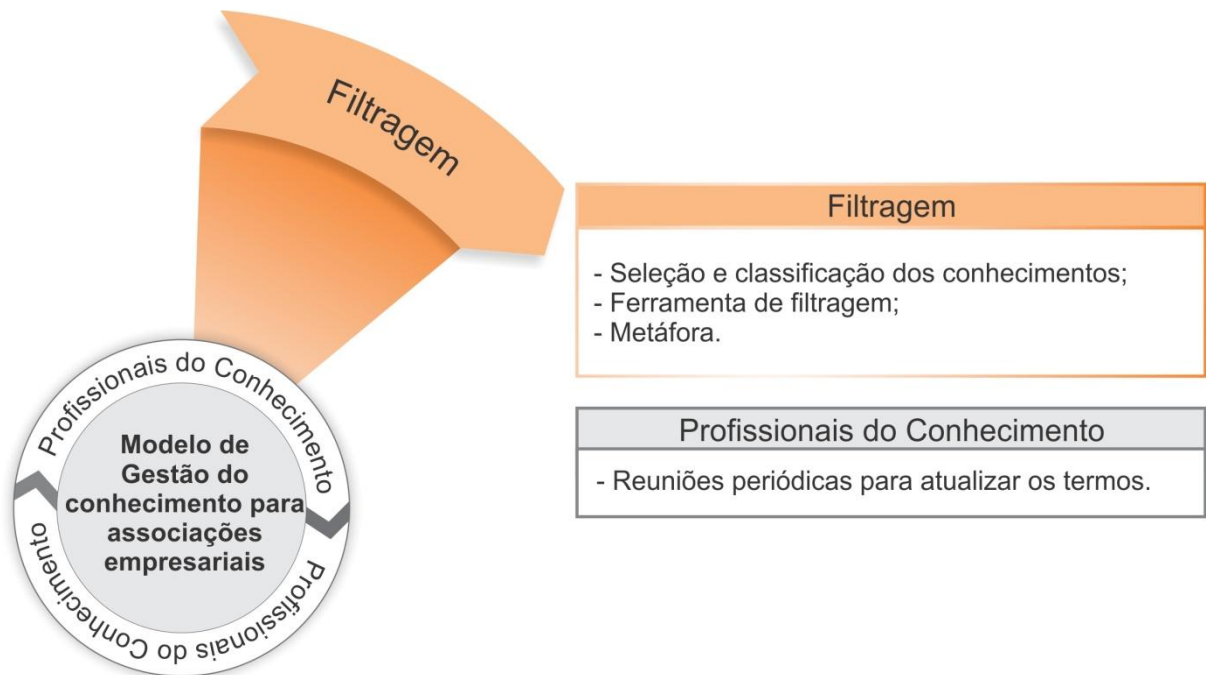 Filtragem
Filtragem
- Seleção e classificação dos conhecimentos;
- Ferramenta de filtragem;
- Metáfora.
Profissionais do Conhecimento
- Reuniões periódicas para atualizar os termos.
Profissionais do Conhecimento
Modelo de
Gestão do
conhecimento para
associações
empresariais
Profissionais do Conhecimento